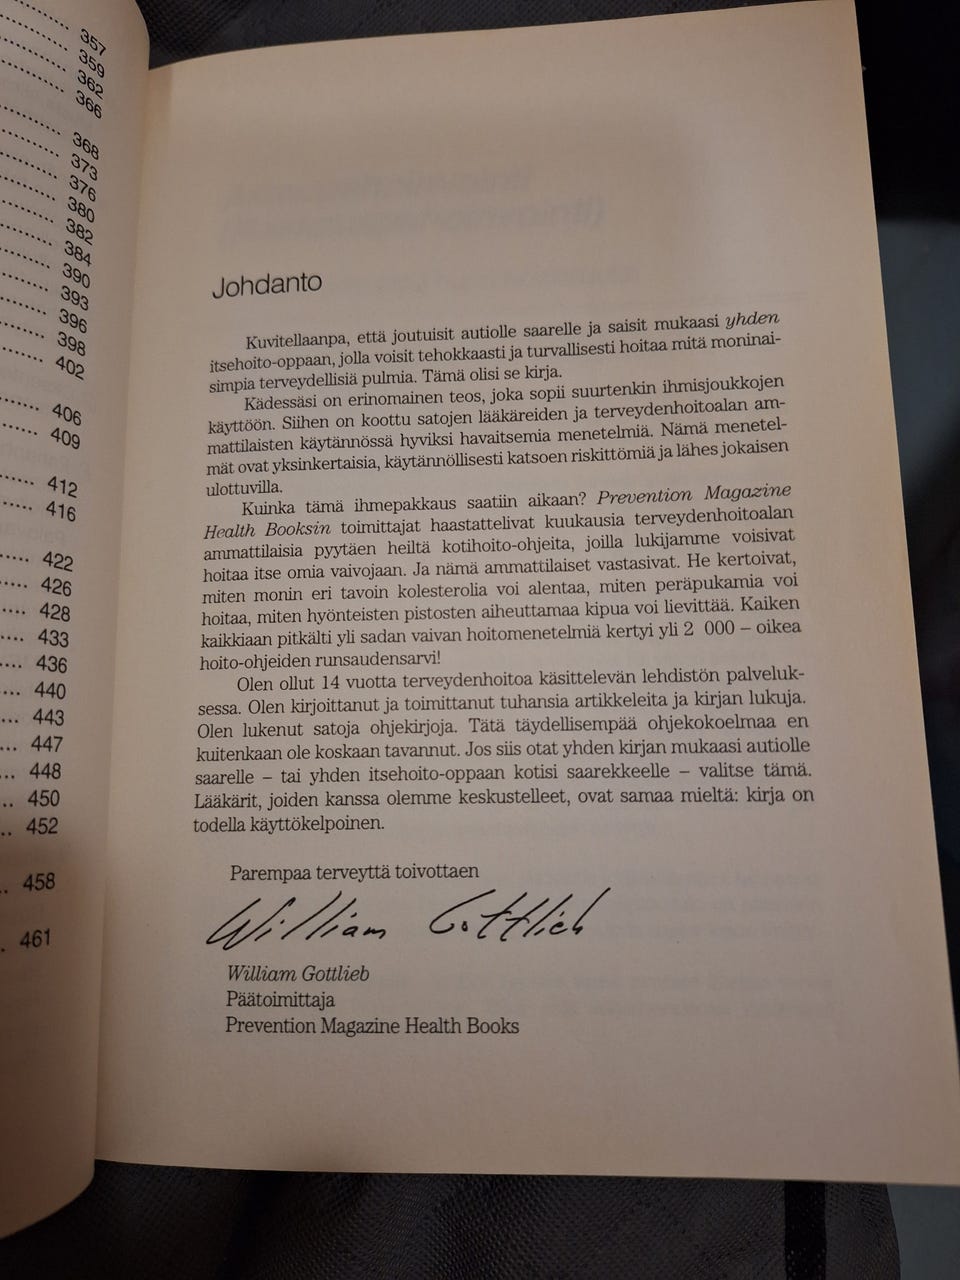 357
359
362
366
368
373
376
380
382
384
390
393
396
398
402
406
409
412
416
422
426
428
433
436
440
443
447
448
450
452
458
461
Johdanto
Kuvitellaanpa, että joutuisit autiolle saarelle ja saisit mukaasi yhden
itsehoito-oppaan, jolla voisit tehokkaasti ja turvallisesti hoitaa mitä moninai-
simpia terveydellisiä pulmia. Tämä olisi se kirja.
Kädessäsi on erinomainen teos, joka sopii suurtenkin ihmisjoukkojen
käyttöön. Siihen on koottu satojen lääkäreiden ja terveydenhoitoalan am-
mattilaisten käytännössä hyviksi havaitsemia menetelmiä. Nämä menetel-
mät ovat yksinkertaisia, käytännöllisesti katsoen riskittömiä ja lähes jokaisen
ulottuvilla.
Kuinka tämä ihmepakkaus saatiin aikaan? Prevention Magazine
Health Booksin toimittajat haastattelivat kuukausia terveydenhoitoalan
ammattilaisia pyytäen heiltä kotihoito-ohjeita, joilla lukijamme voisivat
hoitaa itse omia vaivojaan. Ja nämä ammattilaiset vastasivat. He kertoivat,
miten monin eri tavoin kolesterolia voi alentaa, miten peräpukamia voi
hoitaa, miten hyönteisten pistosten aiheuttamaa kipua voi lievittää. Kaiken
kaikkiaan pitkälti yli sadan vaivan hoitomenetelmiä kertyi yli 2 000 – oikea
hoito-ohjeiden runsaudensarvi!
Olen ollut 14 vuotta terveydenhoitoa käsittelevän lehdistön palveluk-
sessa. Olen kirjoittanut ja toimittanut tuhansia artikkeleita ja kirjan lukuja.
Olen lukenut satoja ohjekirjoja. Tätä täydellisempää ohjekokoelmaa en
kuitenkaan ole koskaan tavannut. Jos siis otat yhden kirjan mukaasi autiolle
saarelle – tai yhden itsehoito-oppaan kotisi saarekkeelle – valitse tämä.
Lääkärit, joiden kanssa olemme keskustelleet, ovat samaa mieltä: kirja on
todella käyttökelpoinen.
Parempaa terveyttä toivottaen
William Gottlieb
William Gottlieb
Päätoimittaja
Prevention Magazine Health Books